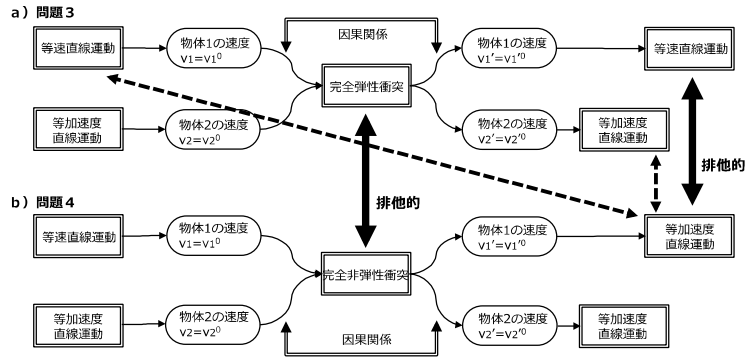 a）問題３
等速直線運動
物体1の速度
v1=v1⁰
因果関係
完全弾性衝突
物体1の速度
v1’=v1’⁰
等速直線運動
等加速度
直線運動
物体2の速度
v2=v2⁰
物体2の速度
v2’=v2’⁰
等加速度
直線運動
排他的
排他的
b）問題４
等速直線運動
物体1の速度
v1=v1⁰
完全非弾性衝突
物体1の速度
v1’=v1’⁰
等加速度
直線運動
等加速度
直線運動
物体2の速度
v2=v2⁰
因果関係
物体2の速度
v2’=v2’⁰
等加速度
直線運動